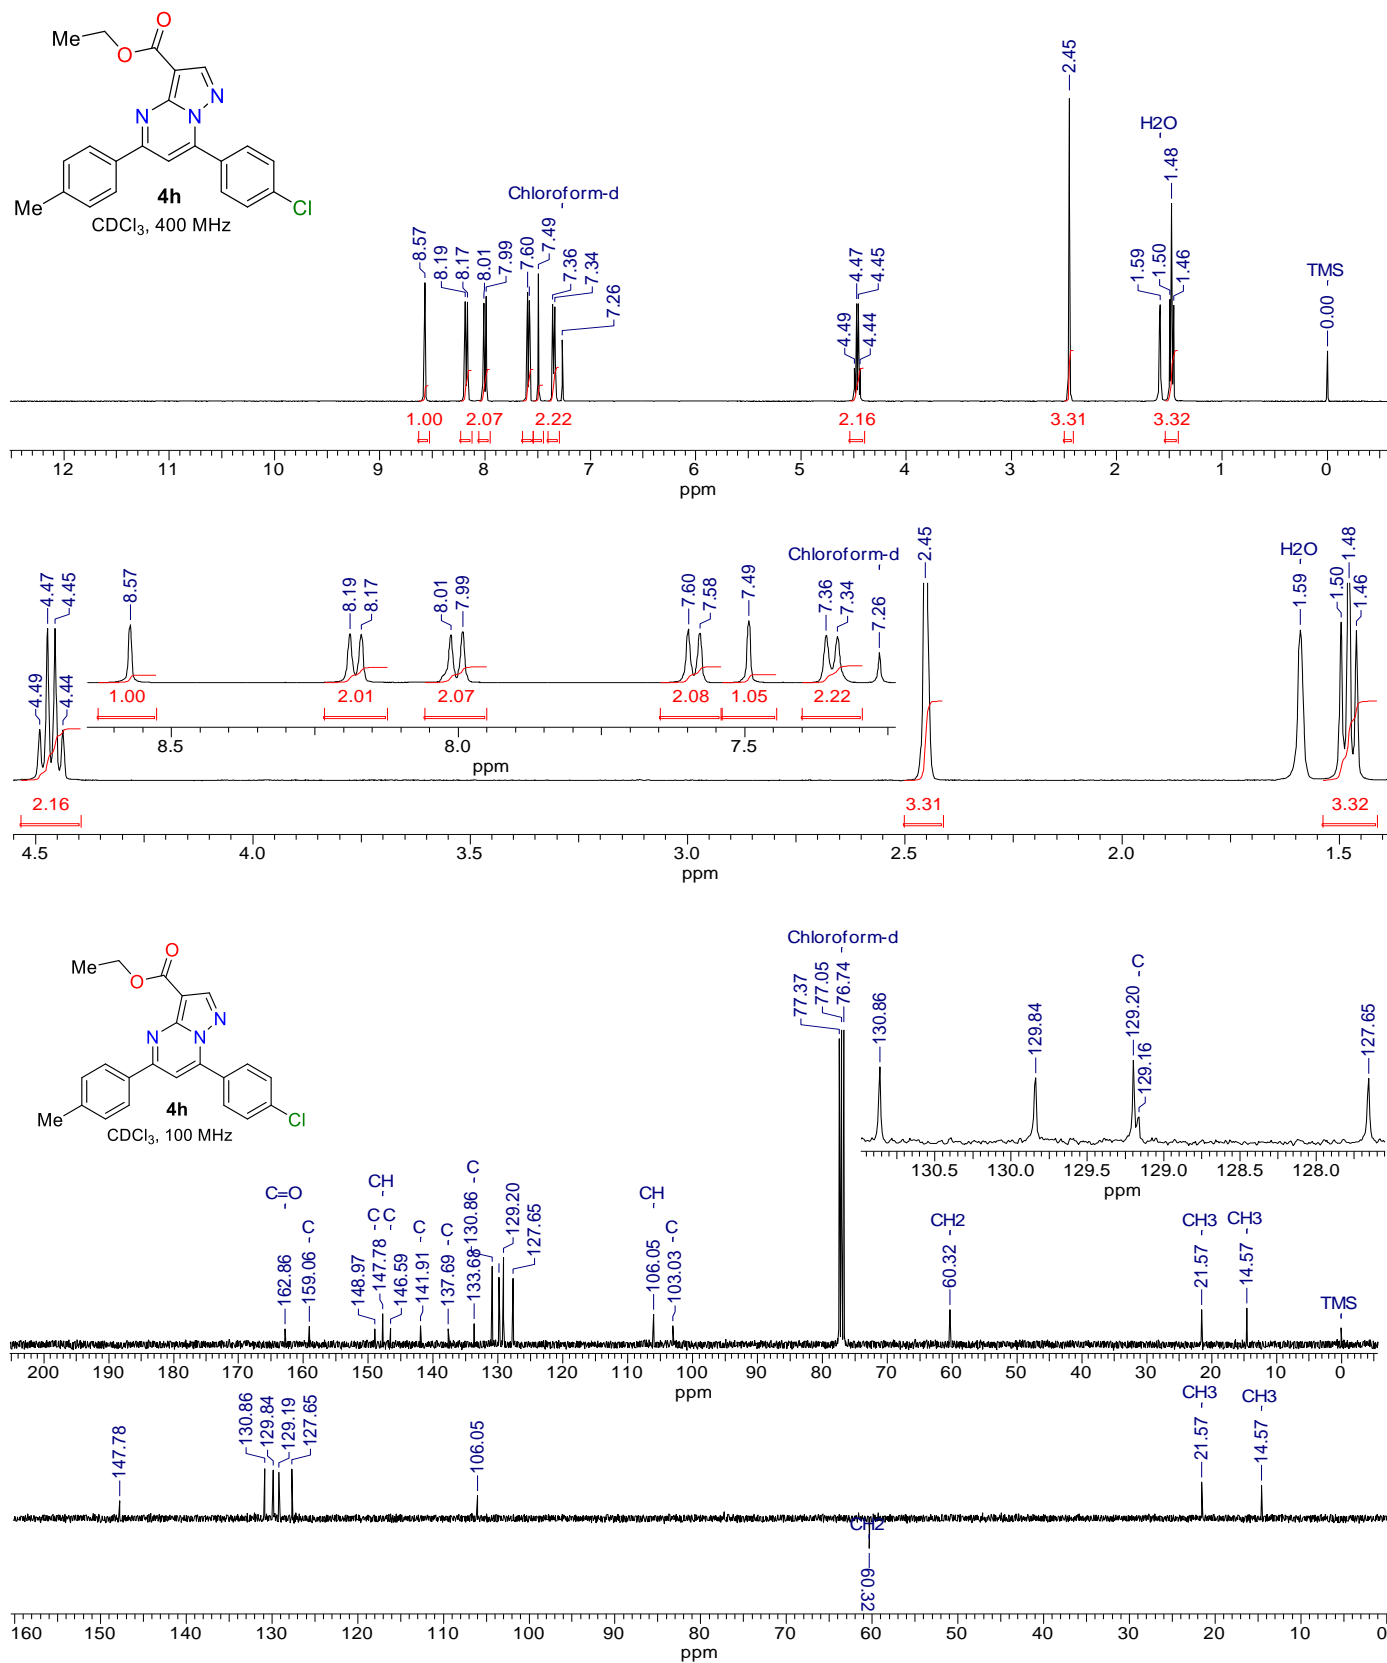 O
Me
O
N
N
N
4h
Me
Cl
CDCl3, 400 MHz
Chloroform-d
H2O
TMS
8.57
8.19
8.17
8.01
7.99
7.60
7.49
7.36
7.34
7.26
4.49
4.47
4.45
4.44
2.45
1.59
1.50
1.48
1.46
0.00
1.00 2.07 2.22 2.16 3.31 3.32
12 11 10 9 8 7 6 5 4 3 2 1 0
ppm
4.49
4.47
4.45
4.44
8.57
8.19
8.17
8.01
7.99
7.60
7.58
7.49
7.36
7.34
Chloroform-d
7.26
2.45
H2O
1.59
1.50
1.48
1.46
1.00 2.01 2.07 2.08 1.05 2.22
8.5 8.0 7.5
ppm
2.16 3.31 3.32
4.5 4.0 3.5 3.0 2.5 2.0 1.5
ppm
O
Me
O
N
N
N
4h
Me
Cl
CDCl3, 100 MHz
Chloroform-d
77.37
77.05
76.74
130.86
129.84
C
129.20
129.16
127.65
130.5 130.0 129.5 129.0 128.5 128.0
ppm
C=O
162.86
C
159.06
148.97
C
CH
147.78
C
146.59
C
141.91
C
137.69
C
133.68
130.86
129.20
127.65
CH
106.05
C
103.03
CH2
60.32
CH3
21.57
CH3
14.57
TMS
200 190 180 170 160 150 140 130 120 110 100 90 80 70 60 50 40 30 20 10 0
ppm
147.78
130.86
129.84
129.19
127.65
106.05
CH2
60.32
CH3
21.57
CH3
14.57
160 150 140 130 120 110 100 90 80 70 60 50 40 30 20 10 0
ppm